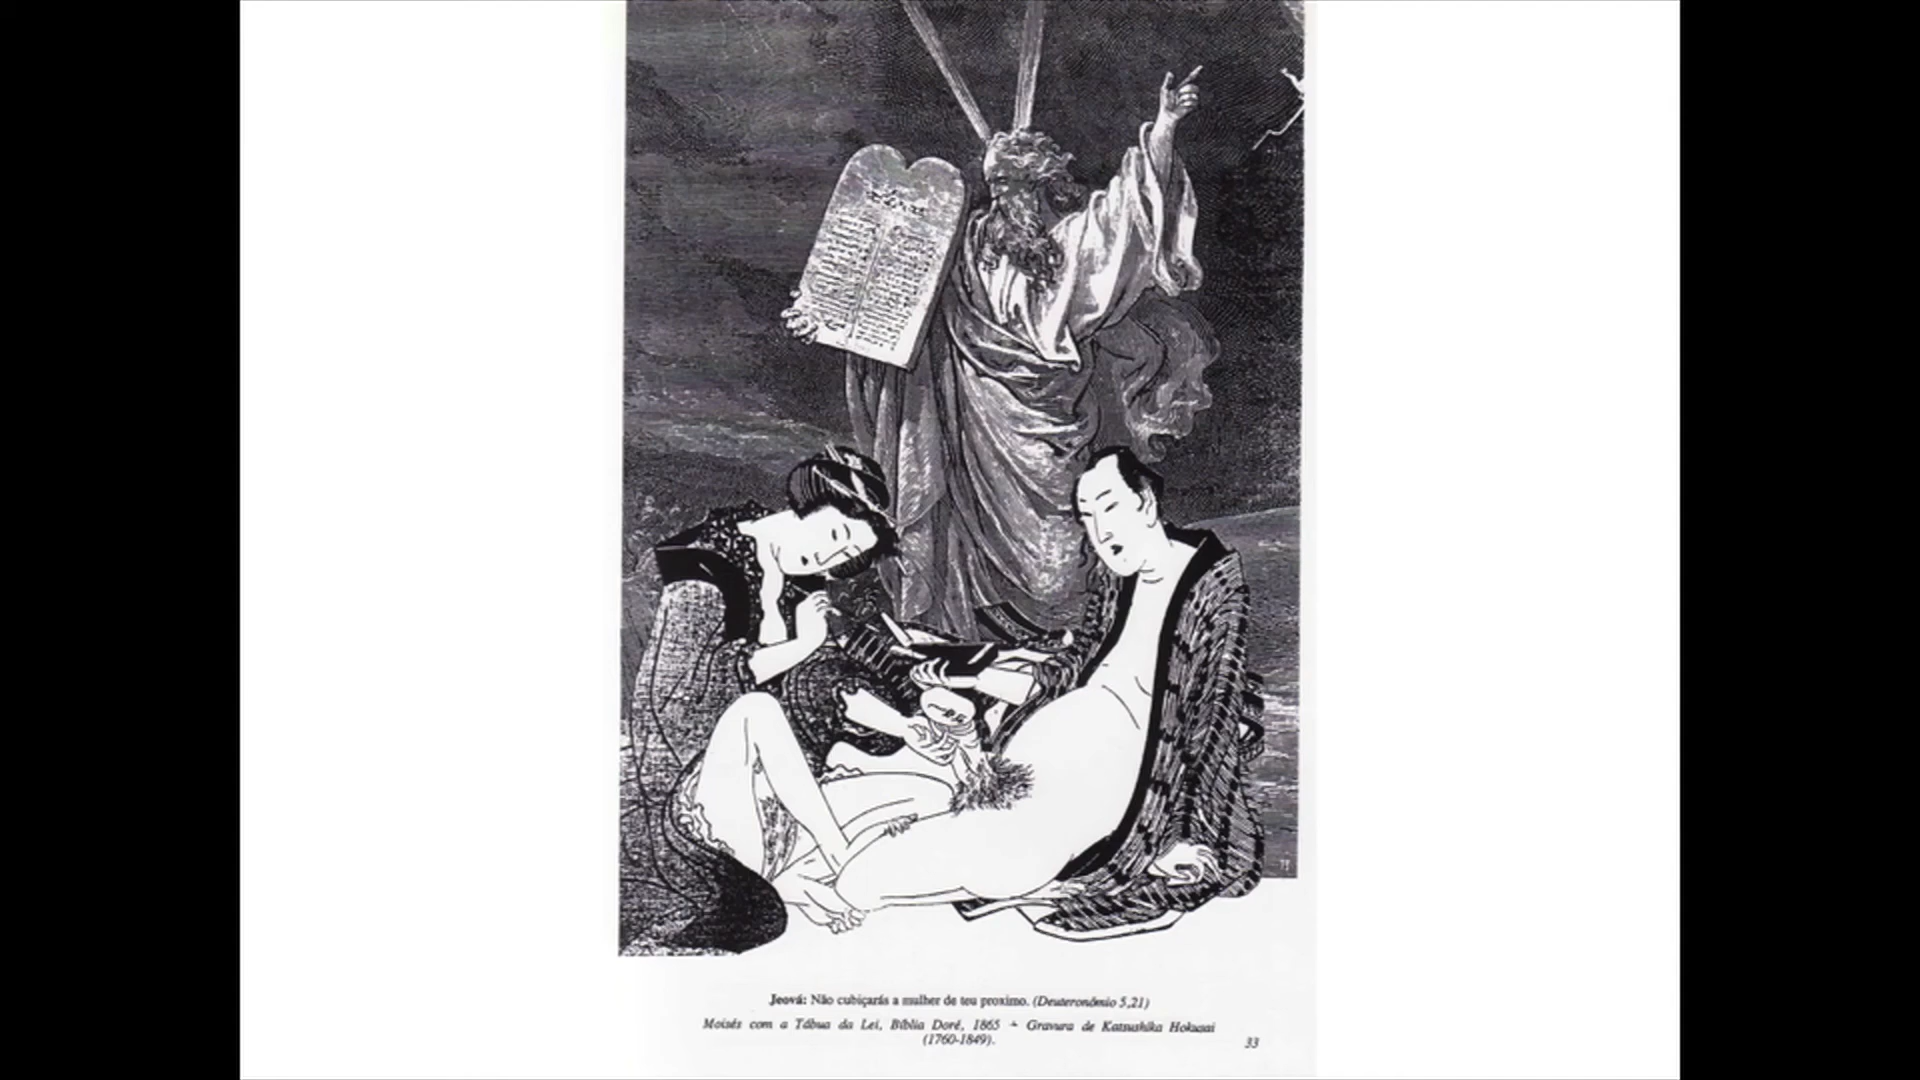 Jeová: Não cubiçarás a mulher de teu proximo. (Deuteronômio 5,21)
Moisés com a Tábua da Lei, Bíblia Doré, 1865 + Gravura de Katsushika Hokusai
(1760-1849).
33